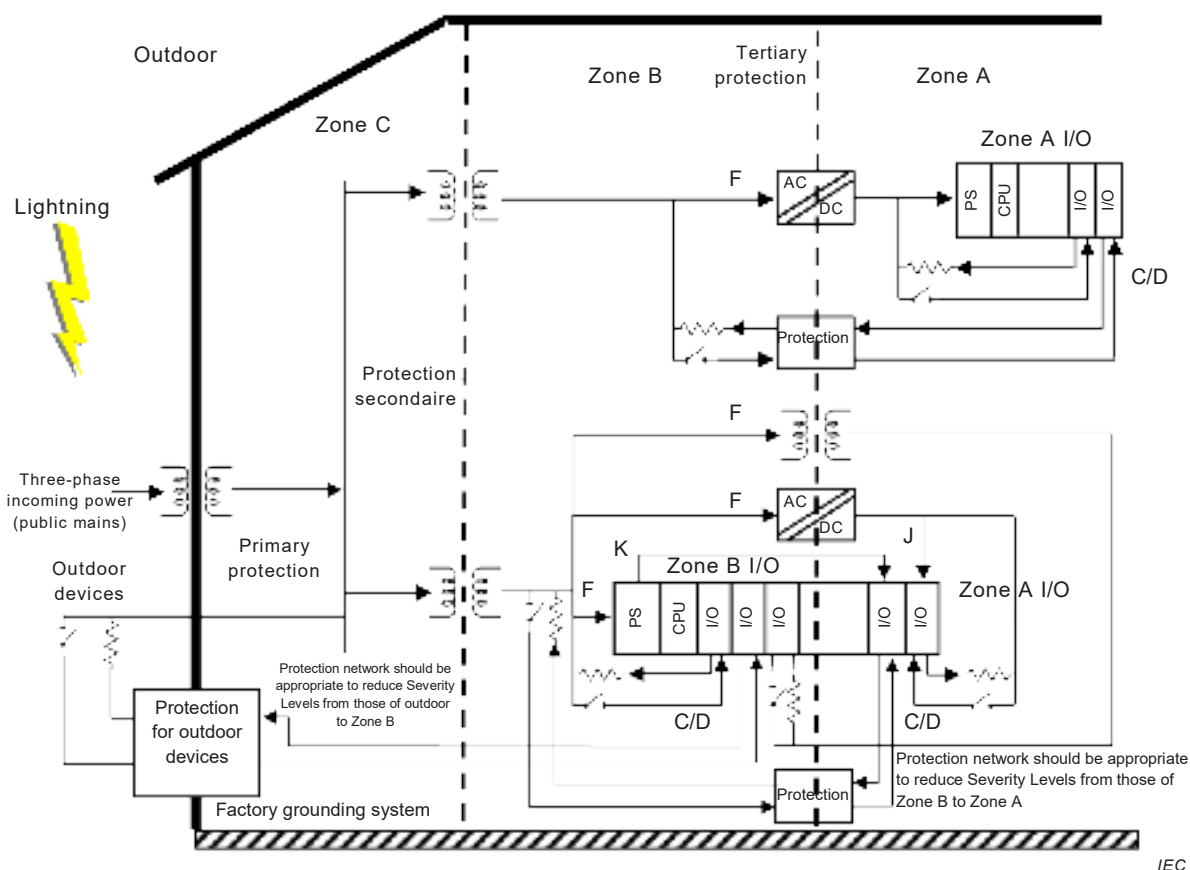 Outdoor
Tertiary
protection
Zone B
Zone A
Zone C
Zone A I/O
Lightning
F
AC
DC
PS
CPU
I/O
I/O
C/D
Protection
Protection
secondaire
F
Three-phase
incoming power
(public mains)
F
AC
DC
J
Primary
protection
K
Zone B I/O
Outdoor
devices
F
Zone A I/O
PS
CPU
I/O
I/O
I/O
I/O
I/O
Protection network should be
appropriate to reduce Severity
Levels from those of outdoor
to Zone B
Protection
for outdoor
devices
C/D
C/D
Protection network should be appropriate
to reduce Severity Levels from those of
Zone B to Zone A
Protection
Factory grounding system
IEC